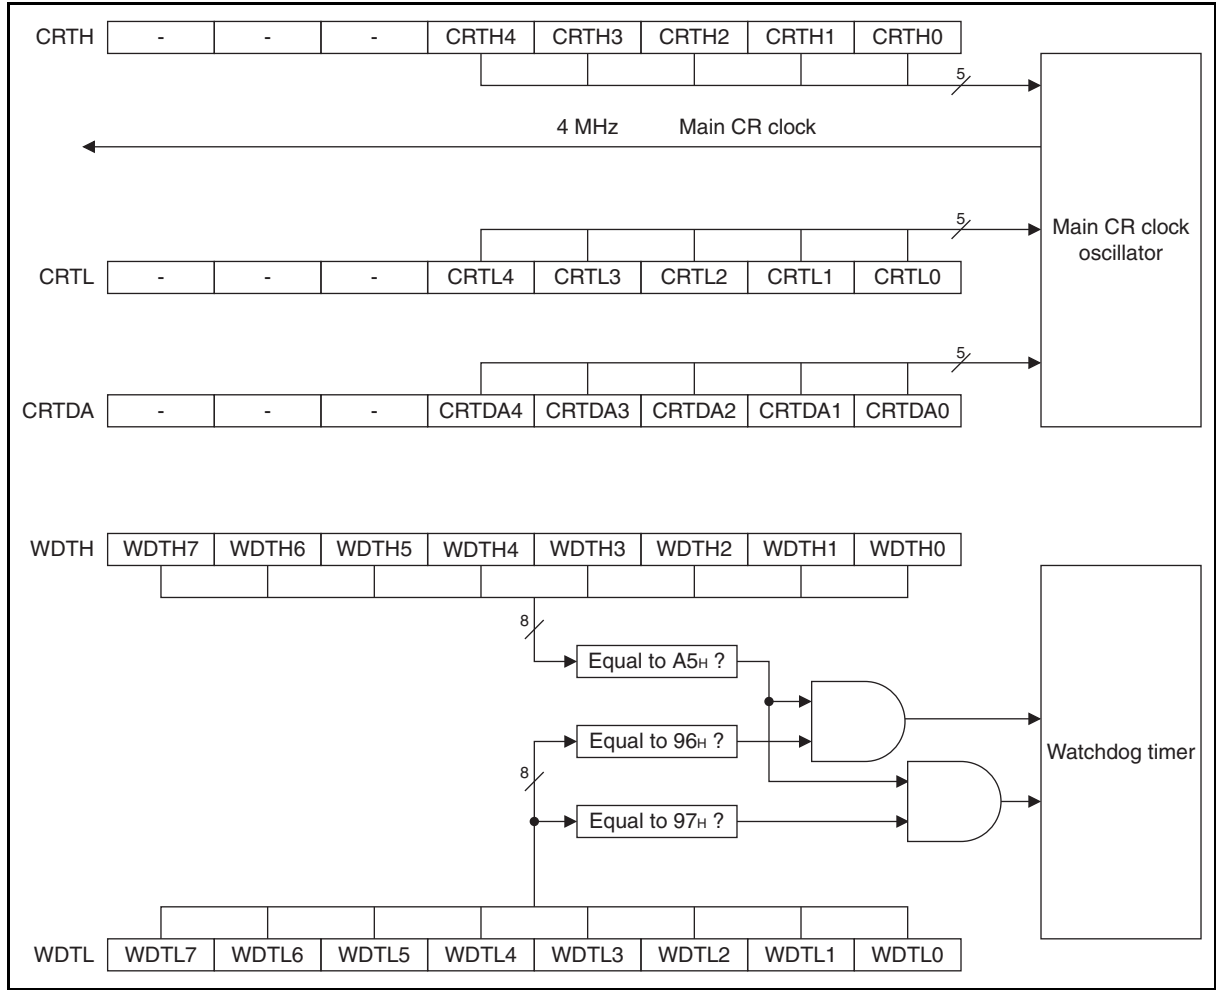 CRTH - - - CRTH4 CRTH3 CRTH2 CRTH1 CRTH0
5
4 MHz Main CR clock
5
Main CR clock
oscillator
CRTL - - - CRTL4 CRTL3 CRTL2 CRTL1 CRTL0
5
CRTDA - - - CRTDA4 CRTDA3 CRTDA2 CRTDA1 CRTDA0
WDTH WDTH7 WDTH6 WDTH5 WDTH4 WDTH3 WDTH2 WDTH1 WDTH0
8
Equal to A5H ?
Equal to 96H ?
Watchdog timer
8
Equal to 97H ?
WDTL WDTL7 WDTL6 WDTL5 WDTL4 WDTL3 WDTL2 WDTL1 WDTL0